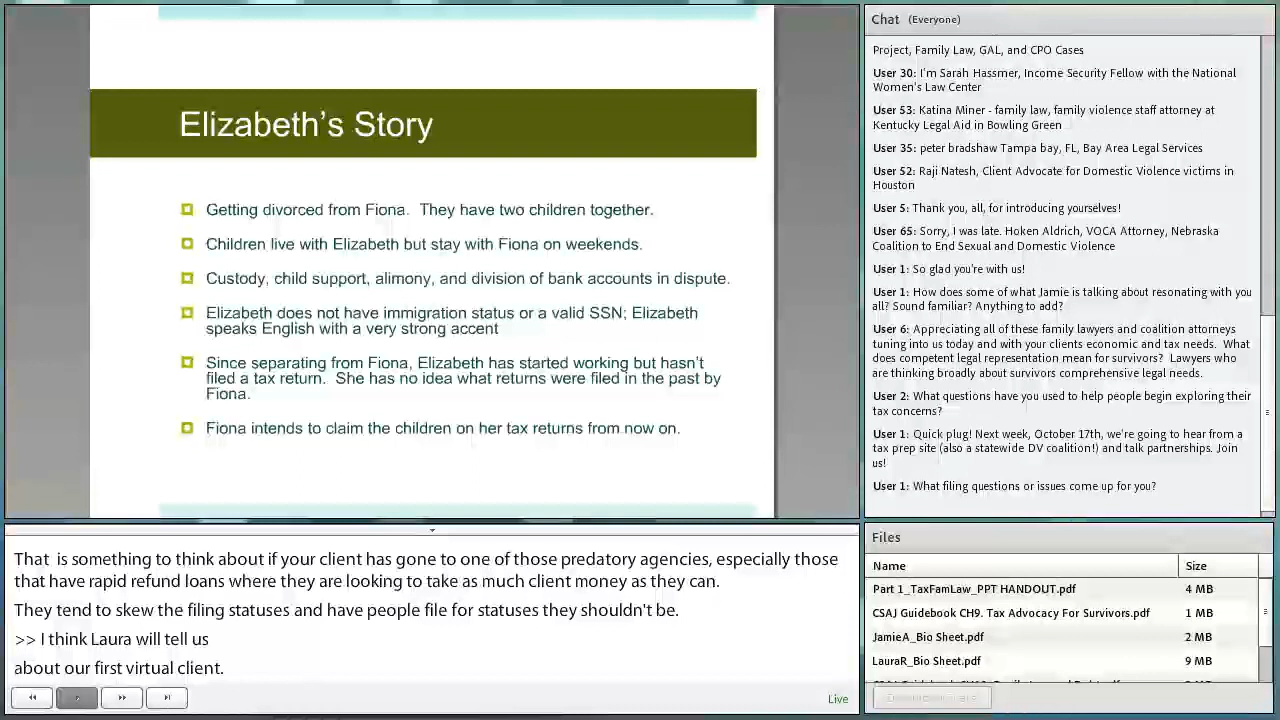 Elizabeth's Story
Getting divorced from Fiona. They have two children together.
Children live with Elizabeth but stay with Fiona on weekends.
Custody, child support, alimony, and division of bank accounts in dispute.
Elizabeth does not have immigration status or a valid SSN; Elizabeth
speaks English with a very strong accent
Since separating from Fiona, Elizabeth has started working but hasn't
filed a tax return. She has no idea what returns were filed in the past by
Fiona.
Fiona intends to claim the children on her tax returns from now on.
That is something to think about if your client has gone to one of those predatory agencies, especially those
that have rapid refund loans where they are looking to take as much client money as they can.
They tend to skew the filing statuses and have people file for statuses they shouldn't be.
>> I think Laura will tell us
about our first virtual client.
Live
Chat (Everyone)
Project, Family Law, GAL, and CPO Cases
User 30: I'm Sarah Hassmer, Income Security Fellow with the National
Women's Law Center
User 53: Katina Miner - family law, family violence staff attorney at
Kentucky Legal Aid in Bowling Green
User 35: peter bradshaw Tampa bay, FL, Bay Area Legal Services
User 52: Raji Natesh, Client Advocate for Domestic Violence victims in
Houston
User 5: Thank you, all, for introducing yourselves!
User 65: Sorry, I was late. Hoken Aldrich, VOCA Attorney, Nebraska
Coalition to End Sexual and Domestic Violence
User 1: So glad you're with us!
User 1: How does some of what Jamie is talking about resonating with you
all? Sound familiar? Anything to add?
User 6: Appreciating all of these family lawyers and coalition attorneys
tuning into us today and with your clients economic and tax needs. What
does competent legal representation mean for survivors? Lawyers who
are thinking broadly about survivors comprehensive legal needs.
User 2: What questions have you used to help people begin exploring their
tax concerns?
User 1: Quick plug! Next week, October 17th, we're going to hear from a
tax prep site (also a statewide DV coalition!) and talk partnerships. Join
us!
User 1: What filing questions or issues come up for you?
Files
Name Size
Part 1_TaxFamLaw_PPT HANDOUT.pdf 4 MB
CSAJ Guidebook CH9. Tax Advocacy For Survivors.pdf 1 MB
JamieA_Bio Sheet.pdf 2 MB
LauraR_Bio Sheet.pdf 9 MB